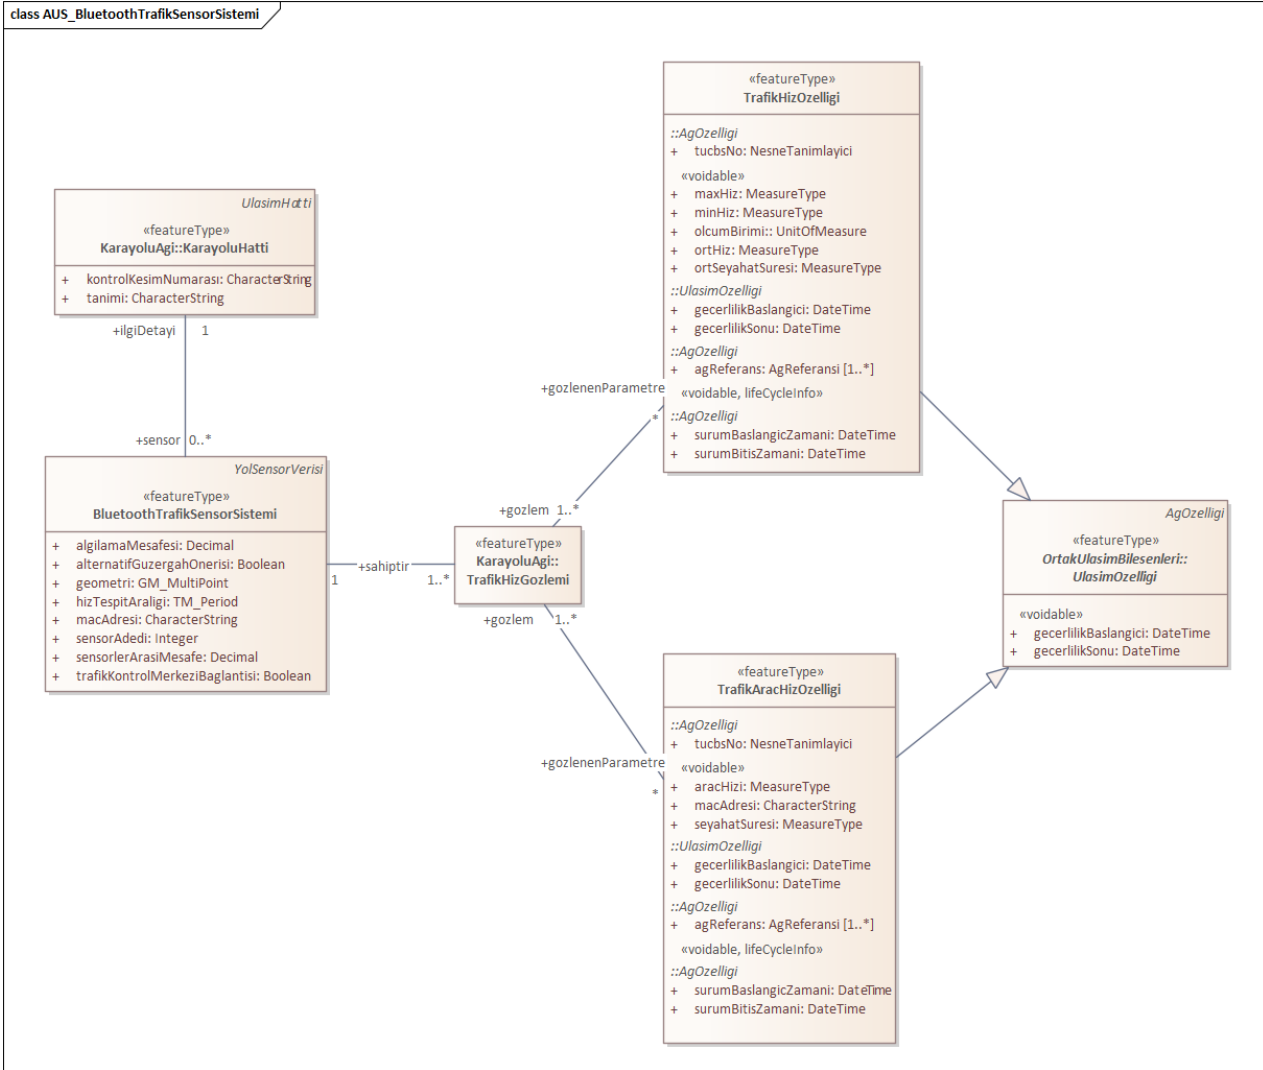 class AUS_BluetoothTrafikSensorSistemi
UlasimHatti
«featureType»
KarayoluAgi::KarayoluHatti
+ kontrolKesimNumarası: CharacterString
+ tanimi: CharacterString
+ilgiDetayi 1
+sensor 0..*
YolSensorVerisi
«featureType»
BluetoothTrafikSensorSistemi
+ algilamaMesafesi: Decimal
+ alternatifGuzergahOnerisi: Boolean
+ geometri: GM_MultiPoint
+ hizTespitAraligi: TM_Period
+ macAdresi: CharacterString
+ sensorAdedi: Integer
+ sensorlerArasiMesafe: Decimal
+ trafikKontrolMerkeziBaglantisi: Boolean
+sahiptir
1 1..*
«featureType»
KarayoluAgi::
TrafikHizGozlemi
+gozlem 1..*
+gozlenenParametre
*
+gozlem 1..*
+gozlenenParametre
*
«featureType»
TrafikHizOzelligi
::AgOzelligi
+ tucbsNo: NesneTanimlayici
«voidable»
+ maxHiz: MeasureType
+ minHiz: MeasureType
+ olcumBirimi:: UnitOfMeasure
+ ortHiz: MeasureType
+ ortSeyahatSuresi: MeasureType
::UlasimOzelligi
+ gecerlilikBaslangici: DateTime
+ gecerlilikSonu: DateTime
::AgOzelligi
+ agReferans: AgReferansi [1..*]
«voidable, lifeCycleInfo»
::AgOzelligi
+ surumBaslangicZamani: DateTime
+ surumBitisZamani: DateTime
«featureType»
TrafikAracHizOzelligi
::AgOzelligi
+ tucbsNo: NesneTanimlayici
«voidable»
+ aracHizi: MeasureType
+ macAdresi: CharacterString
+ seyahatSuresi: MeasureType
::UlasimOzelligi
+ gecerlilikBaslangici: DateTime
+ gecerlilikSonu: DateTime
::AgOzelligi
+ agReferans: AgReferansi [1..*]
«voidable, lifeCycleInfo»
::AgOzelligi
+ surumBaslangicZamani: DateTime
+ surumBitisZamani: DateTime
AgOzelligi
«featureType»
OrtakUlasimBilesenleri::
UlasimOzelligi
«voidable»
+ gecerlilikBaslangici: DateTime
+ gecerlilikSonu: DateTime